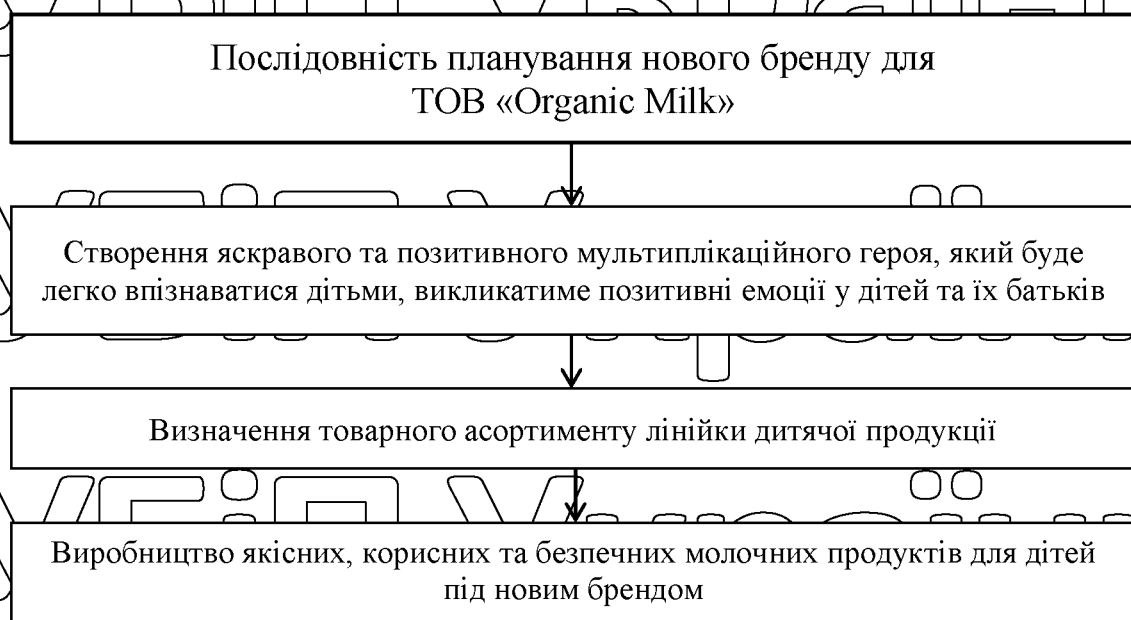 Послідовність планування нового бренду для
ТОВ «Organic Milk»
Створення яскравого та позитивного мультиплікаційного героя, який буде
легко впізнаватися дітьми, викликатиме позитивні емоції у дітей та їх батьків
Визначення товарного асортименту лінійки дитячої продукції
Виробництво якісних, корисних та безпечних молочних продуктів для дітей
під новим брендом